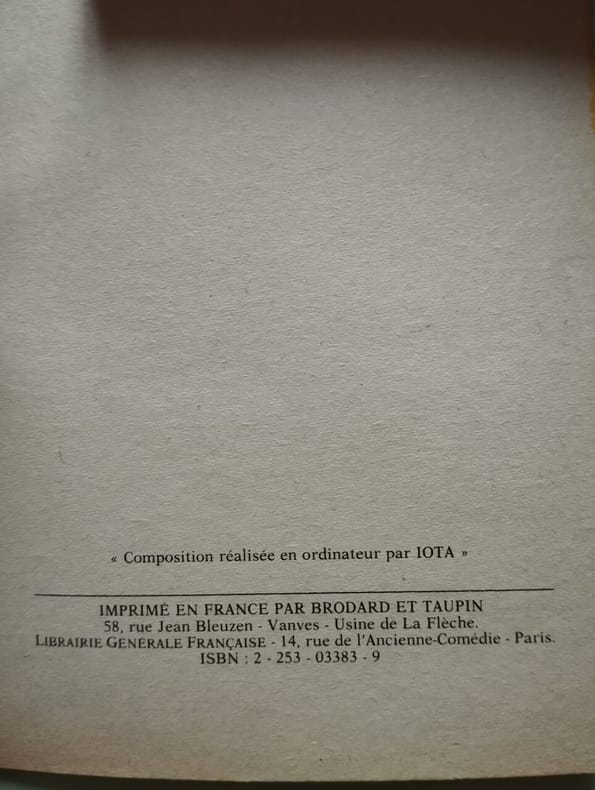 « Composition réalisée en ordinateur par IOTA »
IMPRIMÉ EN FRANCE PAR BRODARD ET TAUPIN
58, rue Jean Bleuzen - Vanves - Usine de La Flèche.
LIBRAIRIE GÉNÉRALE FRANÇAISE - 14, rue de l'Ancienne-Comédie - Paris.
ISBN : 2 - 253 - 03383 - 9